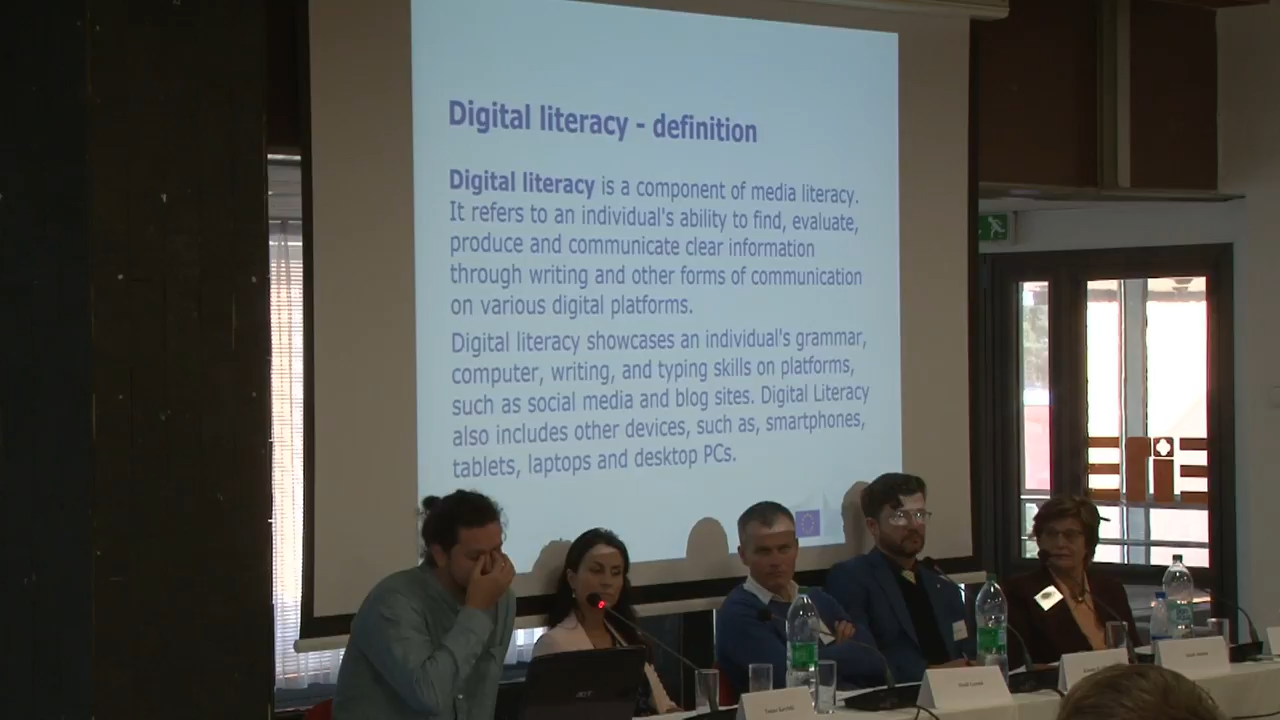 Digital literacy - definition
Digital literacy is a component of media literacy.
It refers to an individual's ability to find, evaluate,
produce and communicate clear information
through writing and other forms of communication
on various digital platforms.
Digital literacy showcases an individual's grammar,
computer, writing, and typing skills on platforms,
such as social media and blog sites. Digital Literacy
also includes other devices, such as, smartphones,
tablets, laptops and desktop PCs.
acer